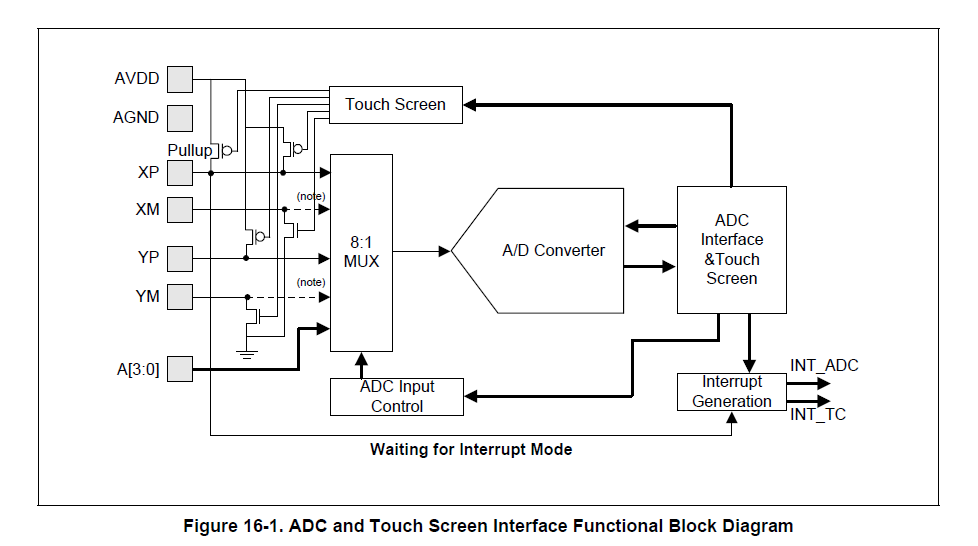 AVDD
Touch Screen
AGND
Pullup
XP
(note)
XM
ADC
Interface
&Touch
Screen
8:1
MUX
A/D Converter
YP
(note)
YM
A[3:0]
INT_ADC
ADC Input
Control
Interrupt
Generation
INT_TC
Waiting for Interrupt Mode
Figure 16-1. ADC and Touch Screen Interface Functional Block Diagram